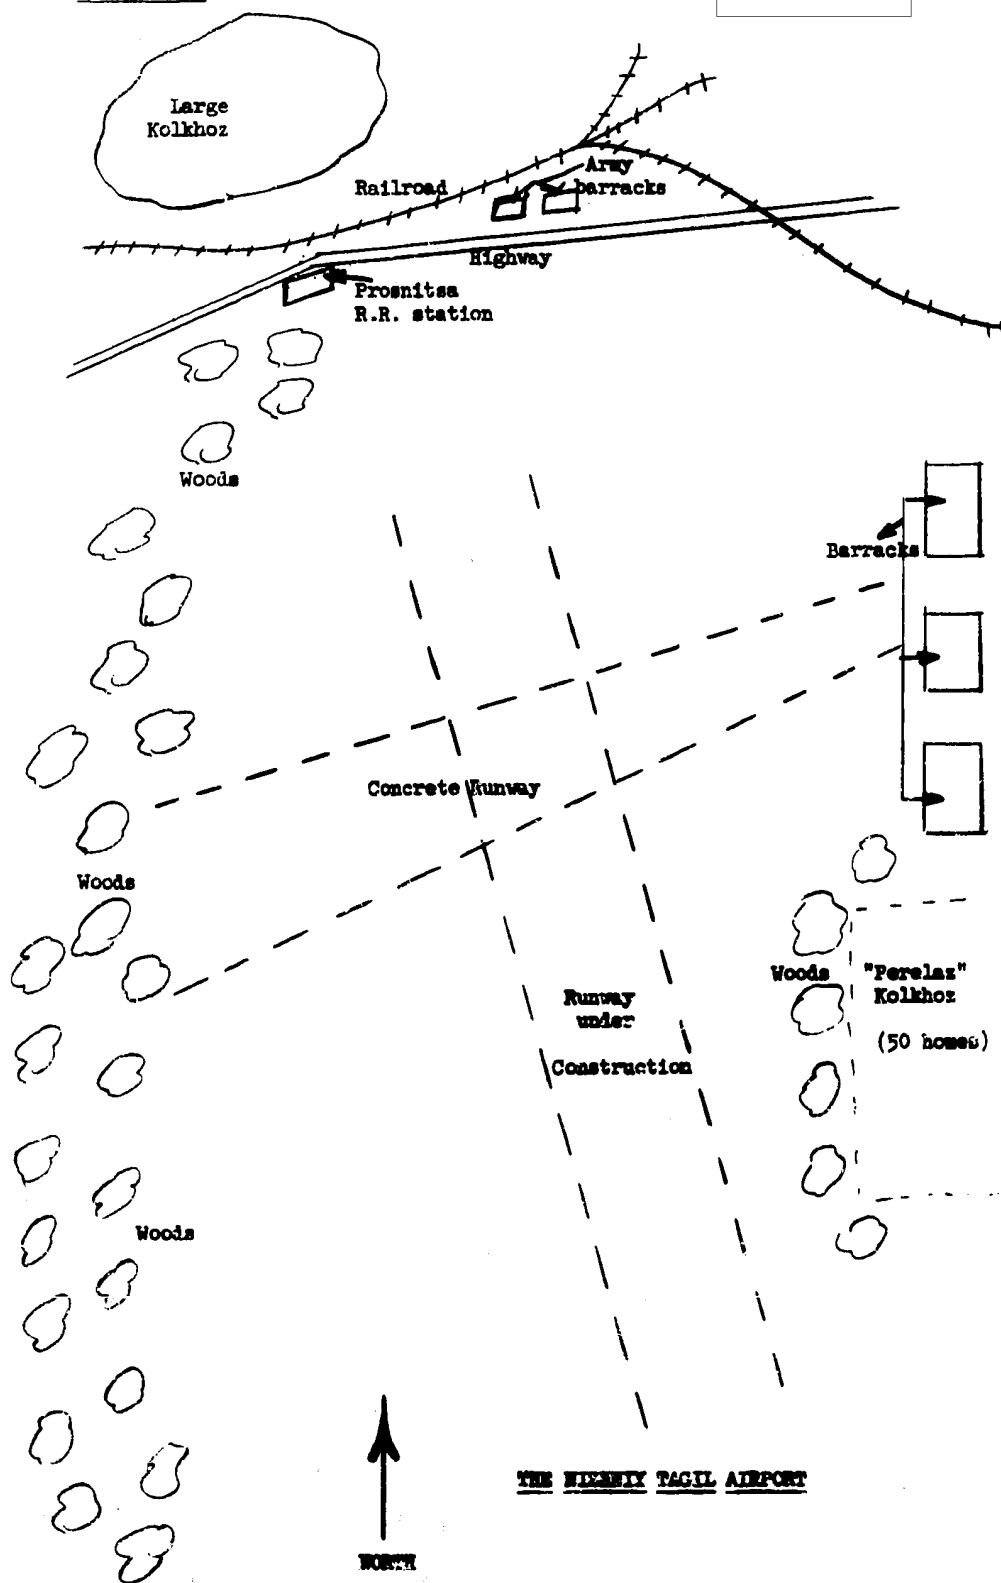 Large
Kolkhoz
Army
Railroad
barracks
Highway
Prosnitsa
R.R. station
Woods
Barracks
Concrete Runway
Woods
Woods
"Perelaz"
Kolkhoz
Runway
under
(50 homes)
Construction
Woods
THE NIZHNIY TAGIL AIRPORT
NORTH